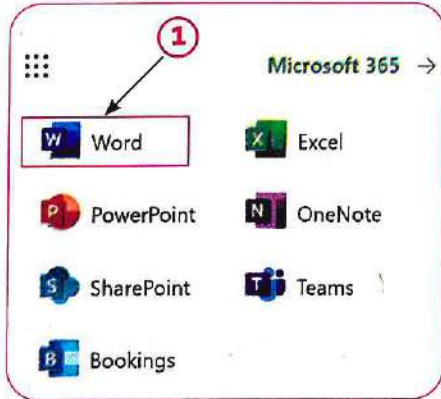 1
Microsoft 365 →
W Word
X Excel
P PowerPoint
N OneNote
S SharePoint
T Teams
B Bookings